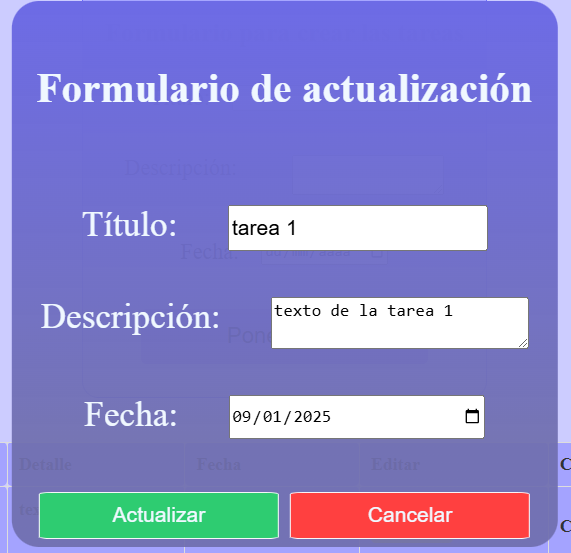 Formulario de actualización
Descripción
Título: tarea 1
Fecha:
Descripción: texto de la tarea 1
Fecha: 09/01/2025
Detalle Fecha Editar
Actualizar Cancelar